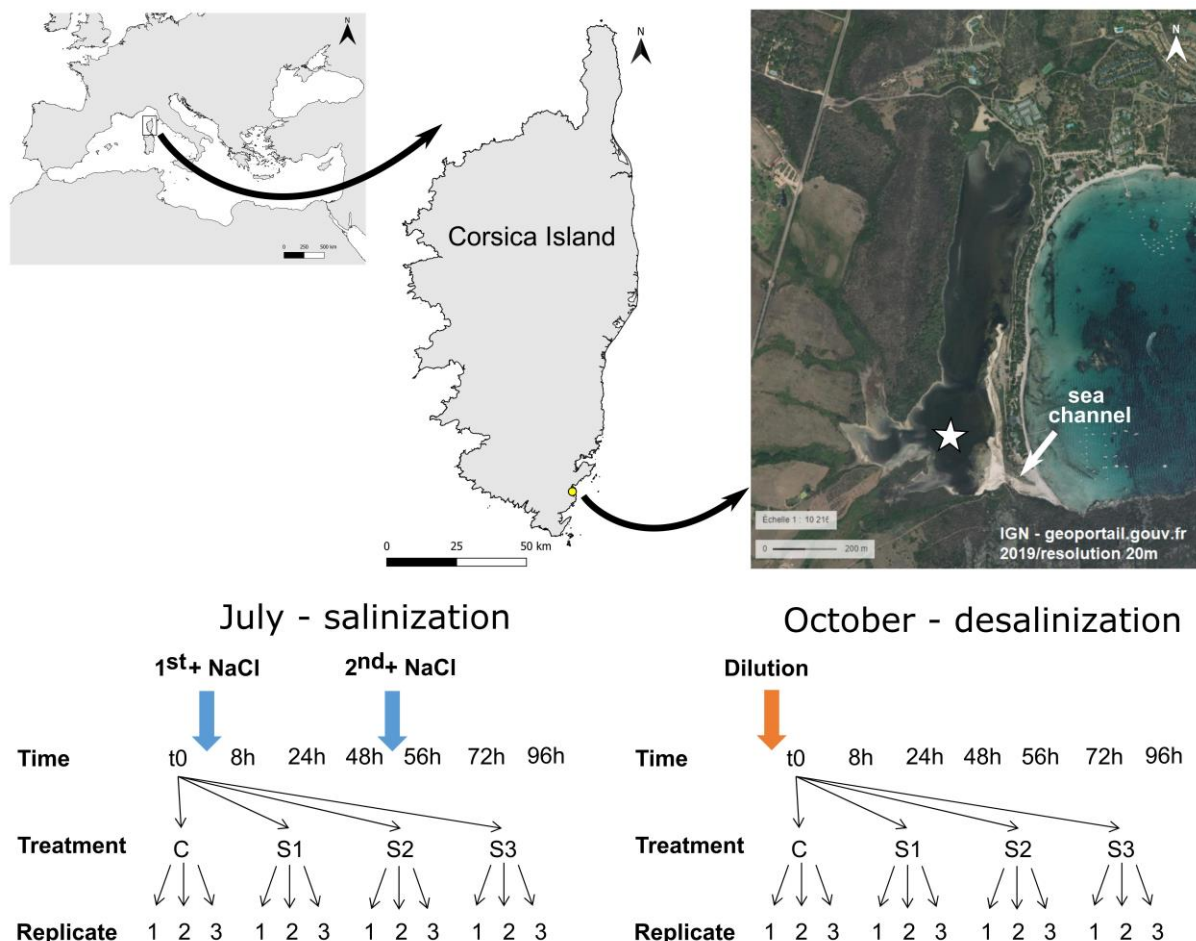 N
0 250 500 km
N
Corsica Island
0 25 50 km
N
sea
channel
Échelle 1 : 10 216
0 200 m
IGN - geoportail.gouv.fr
2019/resolution 20m
July - salinization
1st + NaCl 2nd + NaCl
Time t0 8h 24h 48h 56h 72h 96h
Treatment C S1 S2 S3
Replicate 1 2 3 1 2 3 1 2 3 1 2 3
October - desalinization
Dilution
t0 8h 24h 48h 56h 72h 96h
C S1 S2 S3
1 2 3 1 2 3 1 2 3 1 2 3